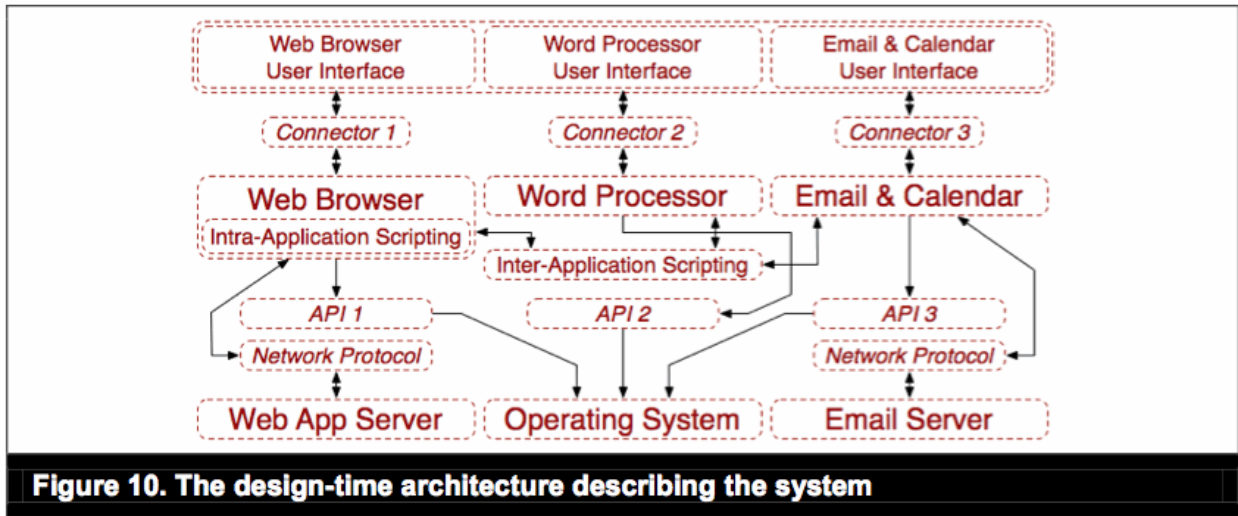 Web Browser
User Interface
Word Processor
User Interface
Email & Calendar
User Interface
Connector 1
Connector 2
Connector 3
Web Browser
Intra-Application Scripting
Word Processor
Email & Calendar
Inter-Application Scripting
API 1
API 2
API 3
Network Protocol
Network Protocol
Web App Server
Operating System
Email Server
Figure 10. The design-time architecture describing the system